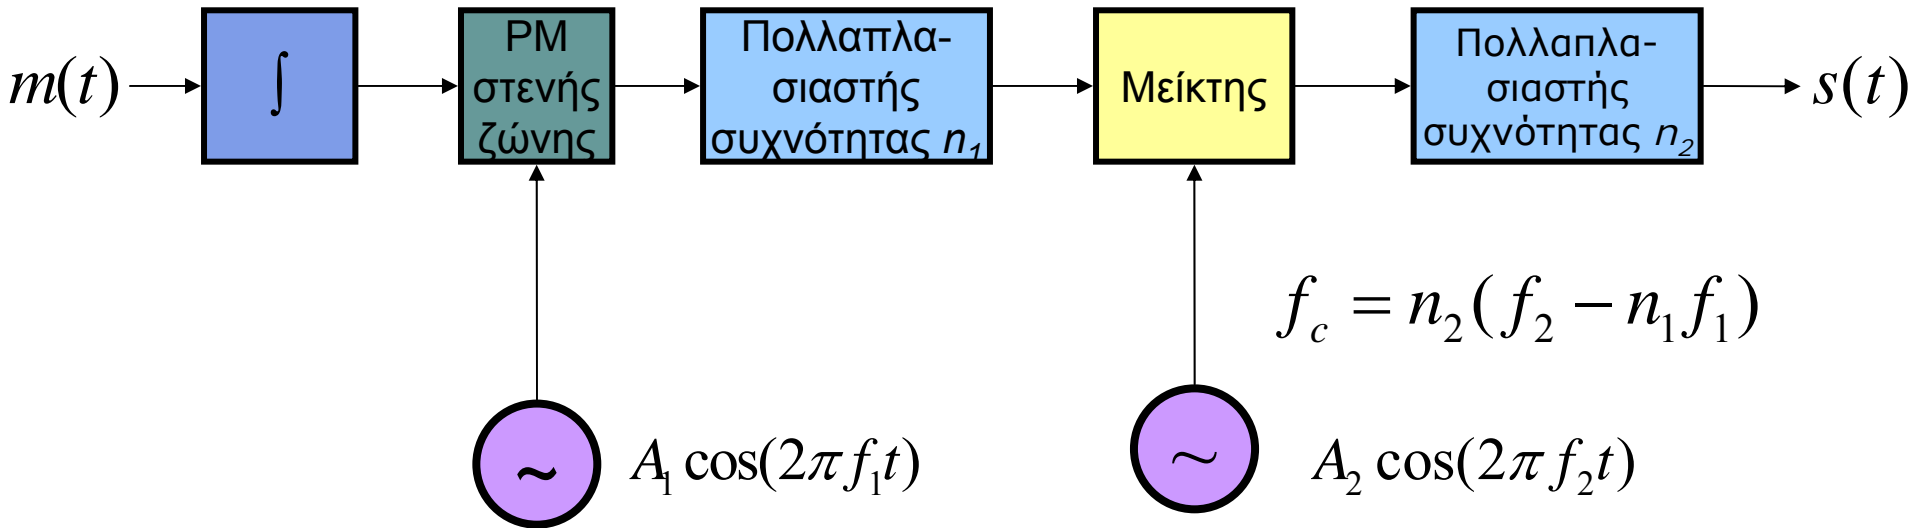 m(t)
∫
PM
στενής
ζώνης
Πολλαπλα-
σιαστής
συχνότητας n₁
Μείκτης
Πολλαπλα-
σιαστής
συχνότητας n₂
s(t)
f_c = n₂(f₂ − n₁f₁)
~
A₁ cos(2πf₁t)
~
A₂ cos(2πf₂t)